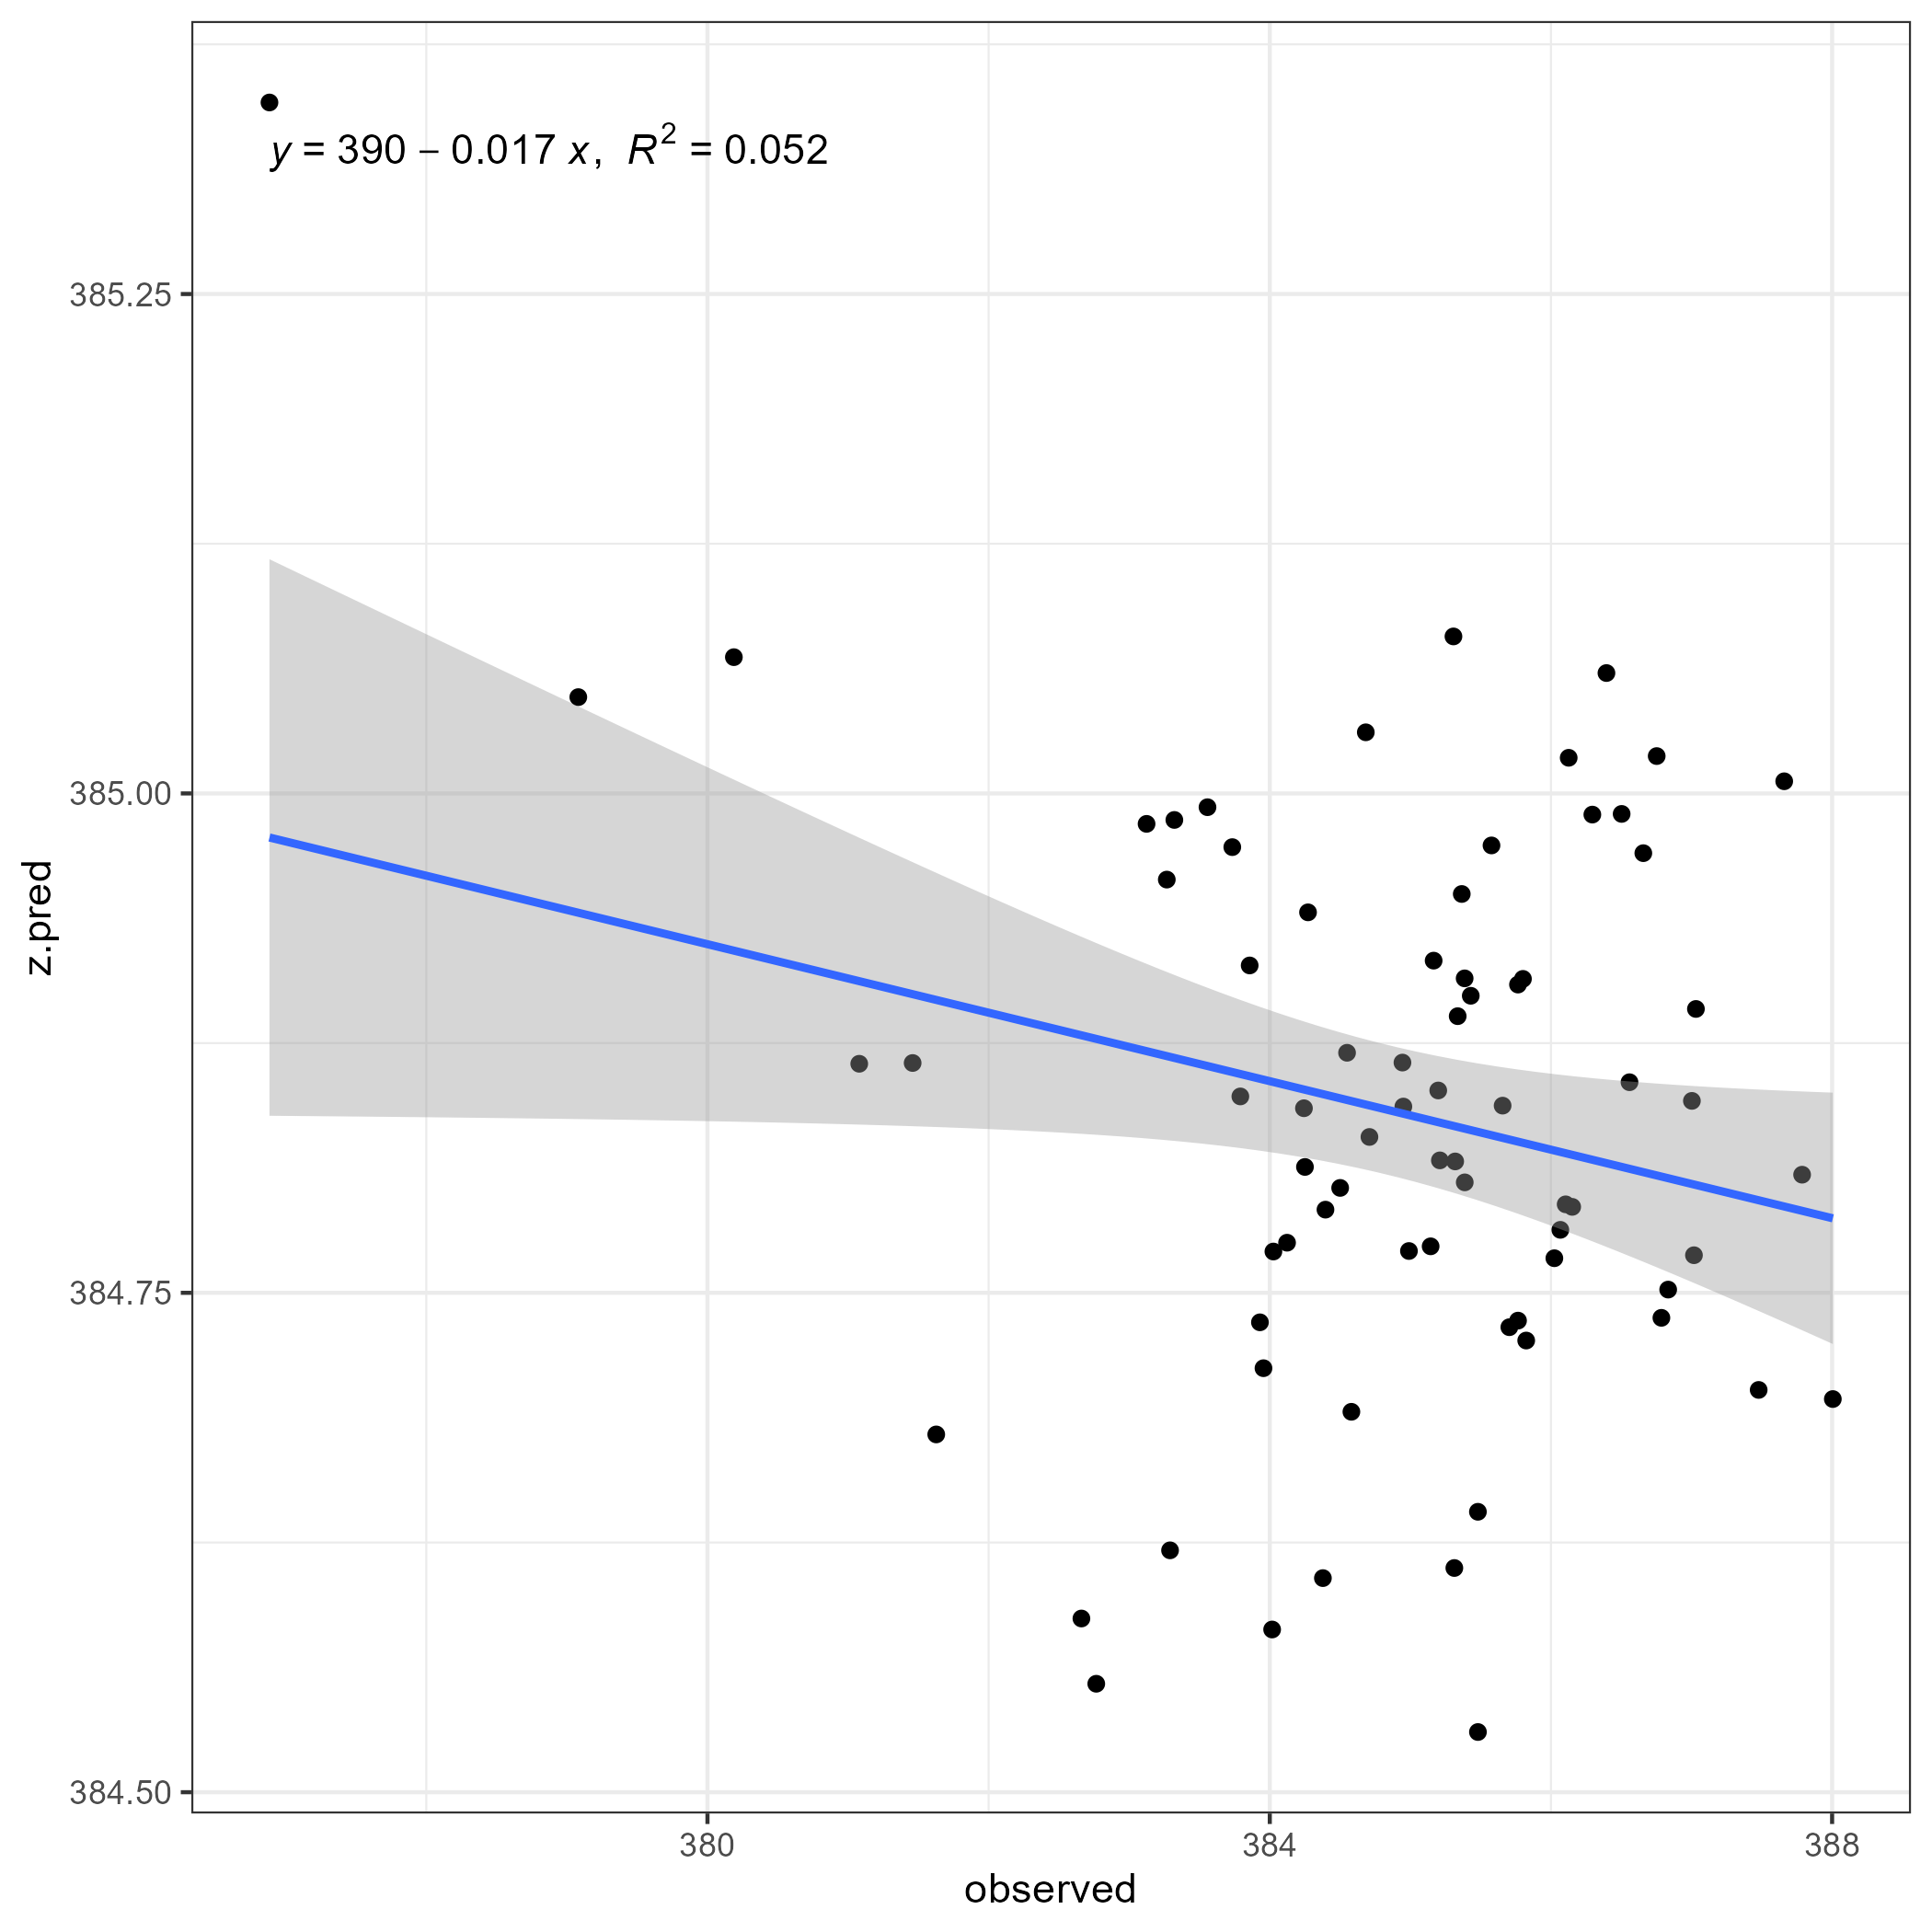 y = 390 − 0.017 x, R² = 0.052
385.25
385.00
384.75
384.50
z.pred
380 384 388
observed